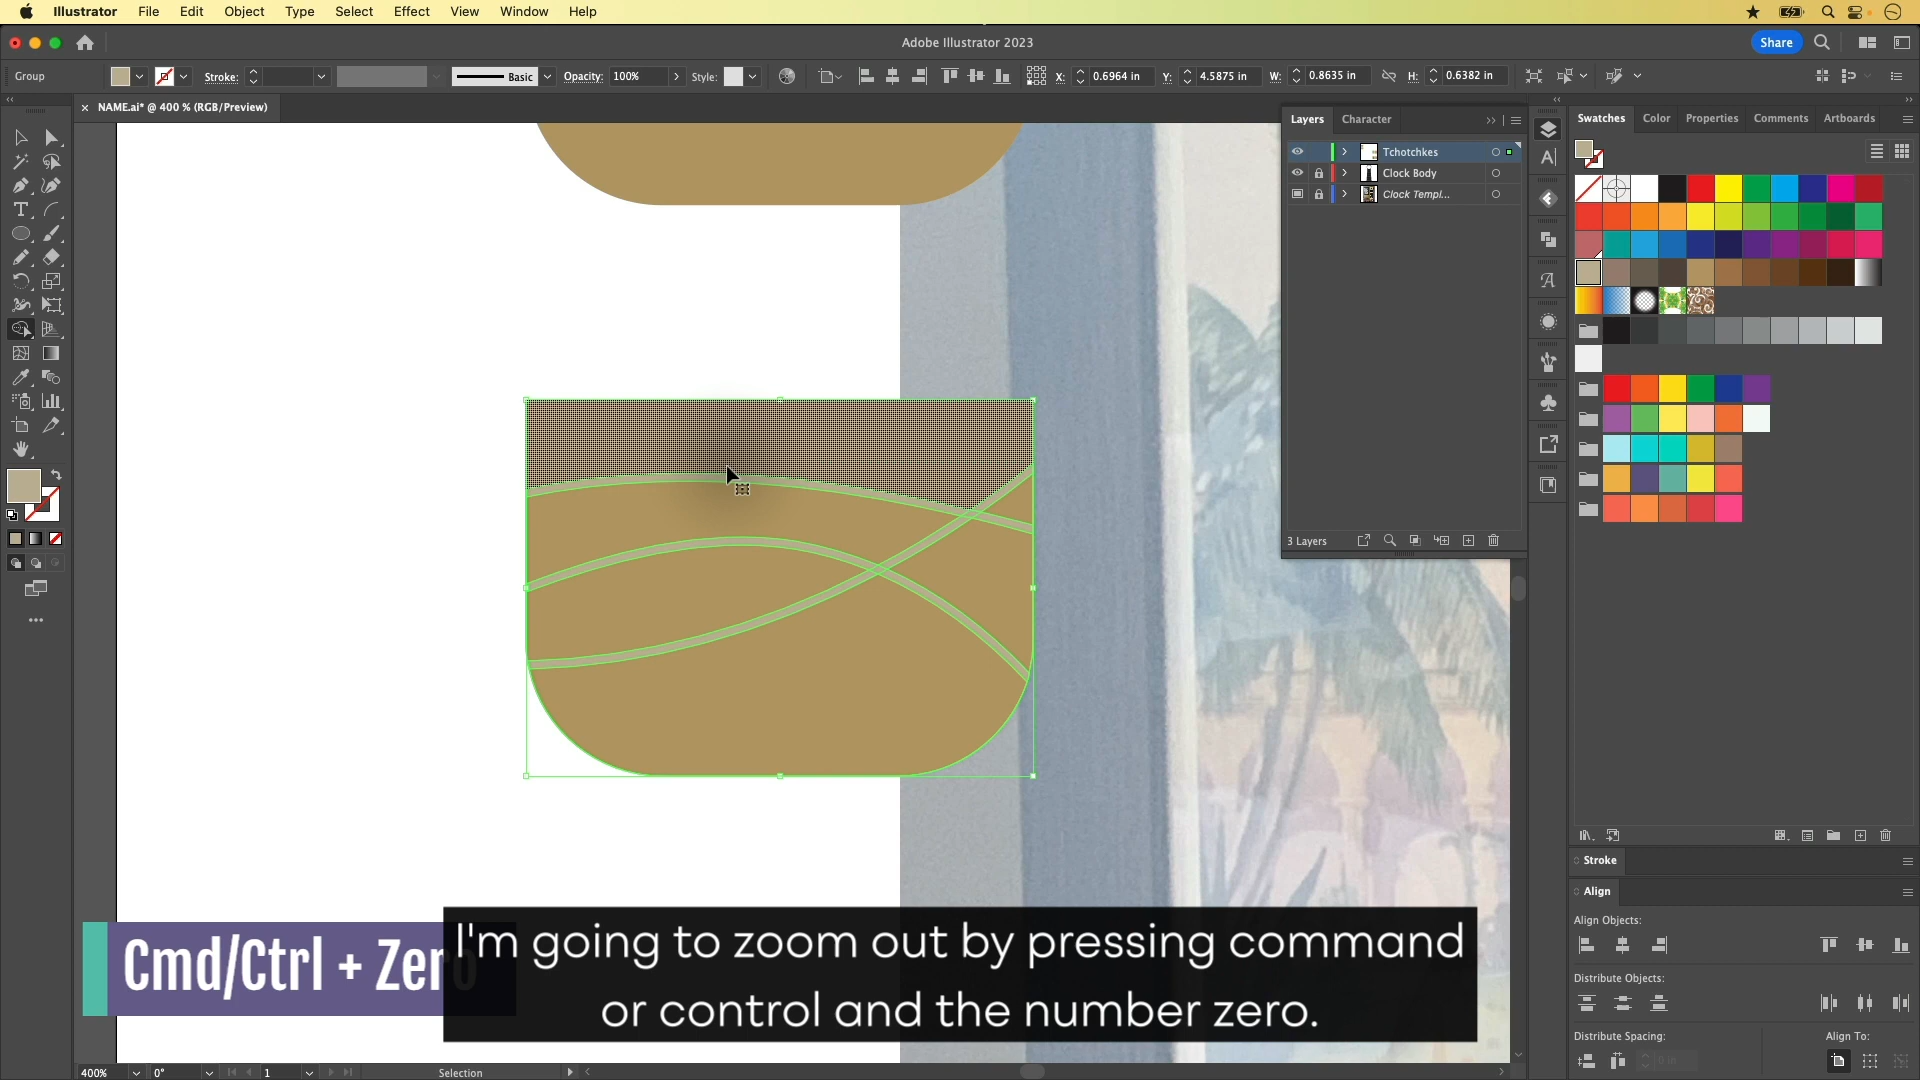 Illustrator File Edit Object Type Select Effect View Window Help
Adobe Illustrator 2023
Share
Group
Stroke:
Basic
Opacity: 100%
Style:
X: 0.6964 in
Y: 4.5875 in
W: 0.8635 in
H: 0.6382 in
NAME.ai* @ 400 % (RGB/Preview)
Layers Character
Tchotchkes
Clock Body
Clock Templ...
3 Layers
Swatches Color Properties Comments Artboards
Stroke
Align
Align Objects:
Distribute Objects:
Distribute Spacing:
Align To:
0 in
Cmd/Ctrl + Zero
I'm going to zoom out by pressing command
or control and the number zero.
400% 0° 1 Selection